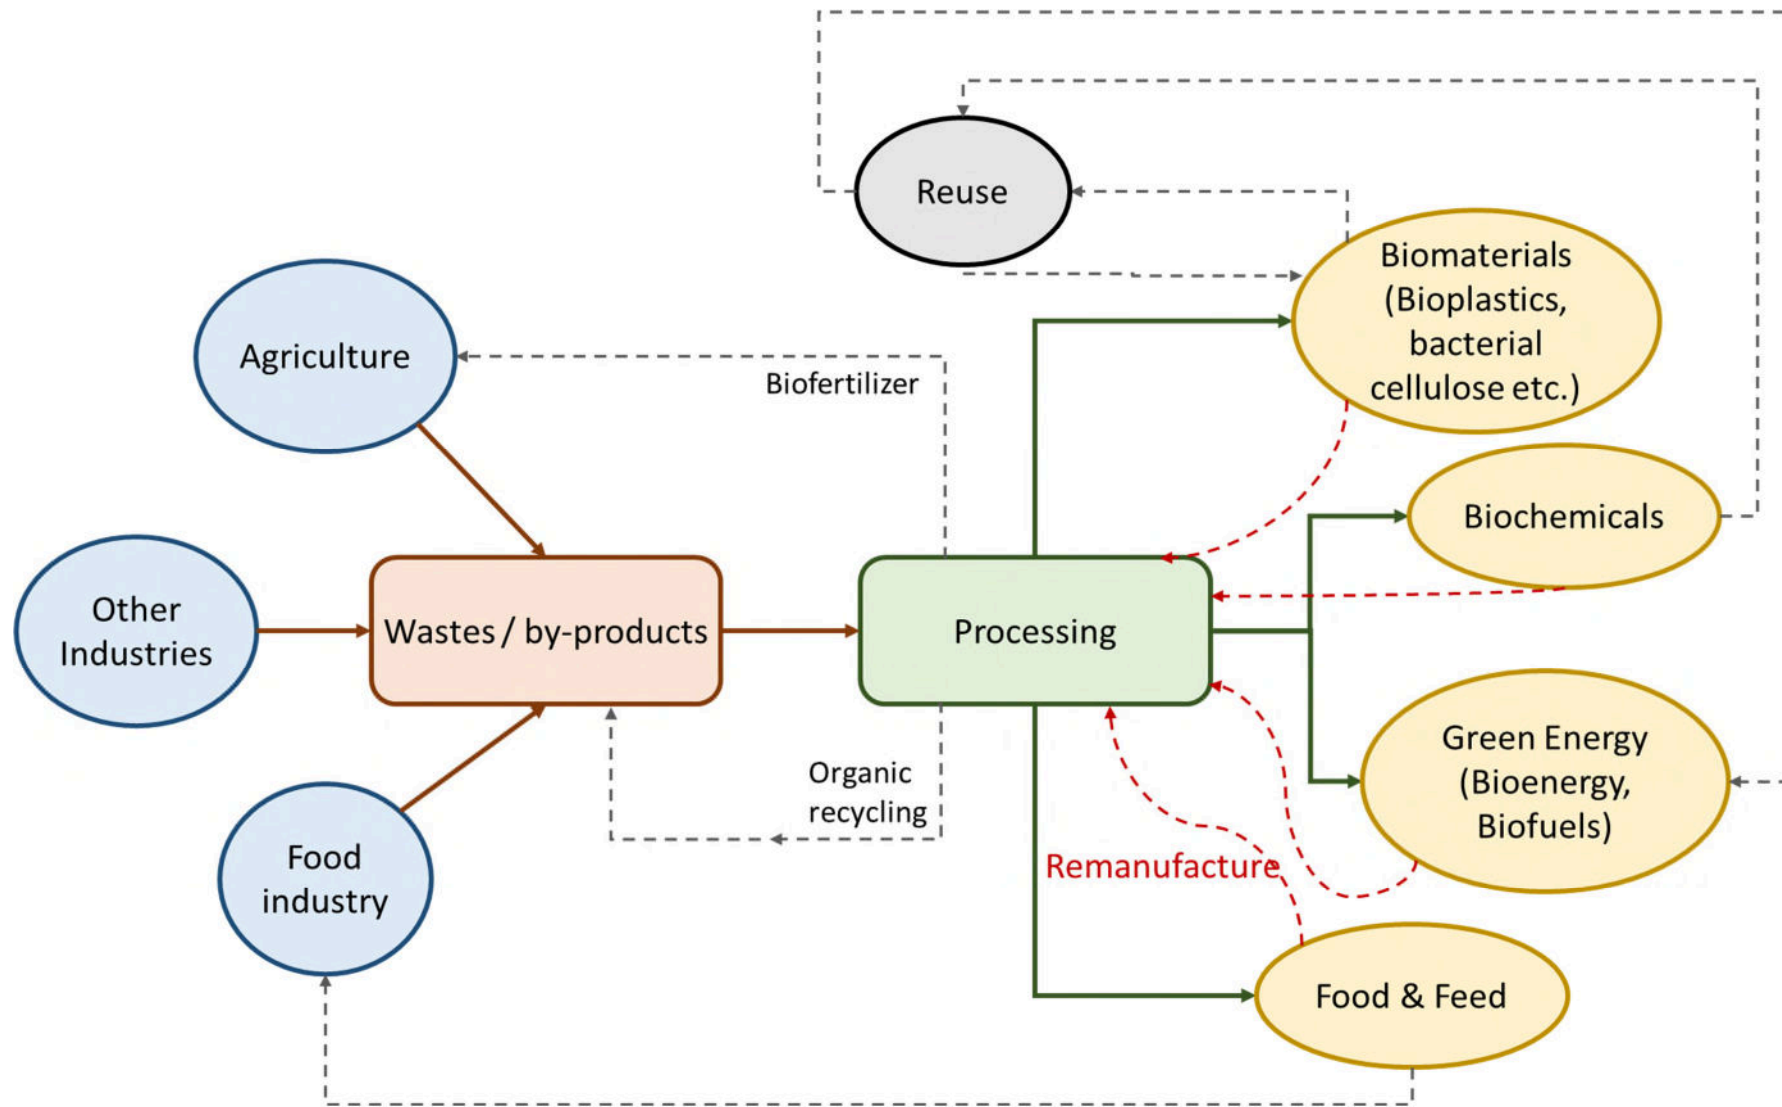 Reuse
Biomaterials
(Bioplastics,
bacterial
cellulose etc.)
Agriculture
Biofertilizer
Biochemicals
Other
Industries
Wastes / by-products
Processing
Green Energy
(Bioenergy,
Biofuels)
Organic
recycling
Food
industry
Remanufacture
Food & Feed